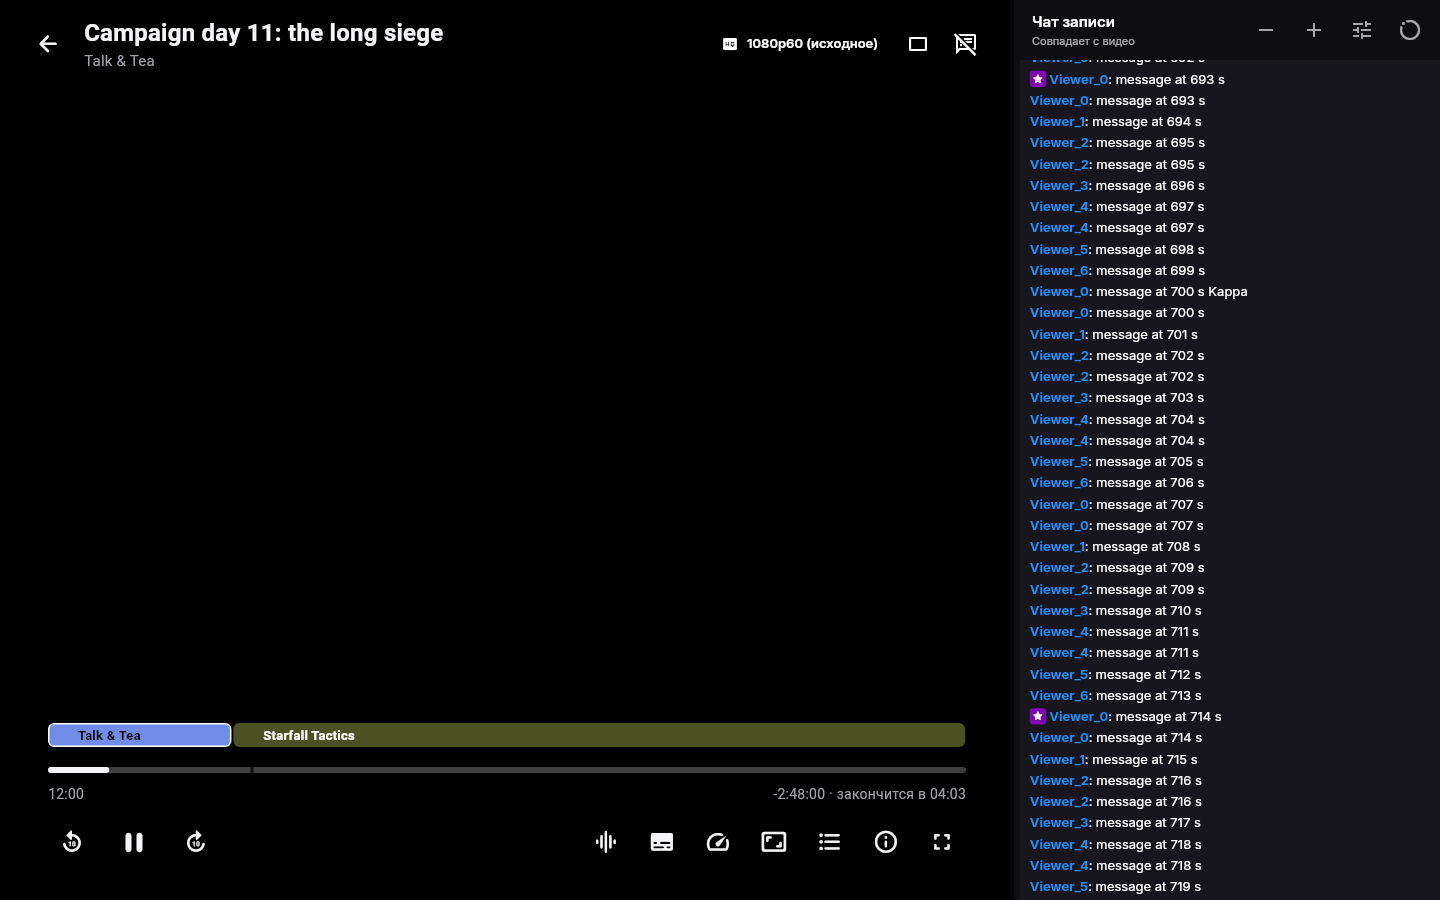 Campaign day 11: the long siege
Talk & Tea
HQ 1080p60 (исходное)
Чат записи
Совпадает с видео
Viewer_0: message at 693 s
Viewer_0: message at 693 s
Viewer_1: message at 694 s
Viewer_2: message at 695 s
Viewer_2: message at 695 s
Viewer_3: message at 696 s
Viewer_4: message at 697 s
Viewer_4: message at 697 s
Viewer_5: message at 698 s
Viewer_6: message at 699 s
Viewer_0: message at 700 s Kappa
Viewer_0: message at 700 s
Viewer_1: message at 701 s
Viewer_2: message at 702 s
Viewer_2: message at 702 s
Viewer_3: message at 703 s
Viewer_4: message at 704 s
Viewer_4: message at 704 s
Viewer_5: message at 705 s
Viewer_6: message at 706 s
Viewer_0: message at 707 s
Viewer_0: message at 707 s
Viewer_1: message at 708 s
Viewer_2: message at 709 s
Viewer_2: message at 709 s
Viewer_3: message at 710 s
Viewer_4: message at 711 s
Viewer_4: message at 711 s
Viewer_5: message at 712 s
Viewer_6: message at 713 s
Viewer_0: message at 714 s
Viewer_0: message at 714 s
Viewer_1: message at 715 s
Viewer_2: message at 716 s
Viewer_2: message at 716 s
Viewer_3: message at 717 s
Viewer_4: message at 718 s
Viewer_4: message at 718 s
Viewer_5: message at 719 s
Talk & Tea
Starfall Tactics
12:00
-2:48:00 · закончится в 04:03
10
10